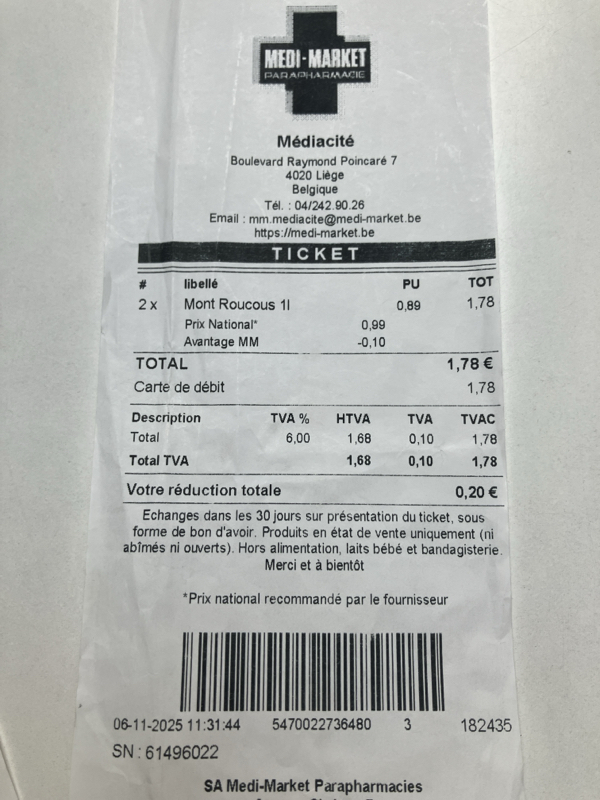 MEDI-MARKET
PARAPHARMACIE
Médiacité
Boulevard Raymond Poincaré 7
4020 Liège
Belgique
Tél. : 04/242.90.26
Email : mm.mediacite@medi-market.be
https://medi-market.be
TICKET
# libellé PU TOT
2 x Mont Roucous 1l 0,89 1,78
Prix National* 0,99
Avantage MM -0,10
TOTAL 1,78 €
Carte de débit 1,78
Description TVA % HTVA TVA TVAC
Total 6,00 1,68 0,10 1,78
Total TVA 1,68 0,10 1,78
Votre réduction totale 0,20 €
Echanges dans les 30 jours sur présentation du ticket, sous
forme de bon d'avoir. Produits en état de vente uniquement (ni
abîmés ni ouverts). Hors alimentation, laits bébé et bandagisterie.
Merci et à bientôt
*Prix national recommandé par le fournisseur
06-11-2025 11:31:44 5470022736480 3 182435
SN : 61496022
SA Medi-Market Parapharmacies